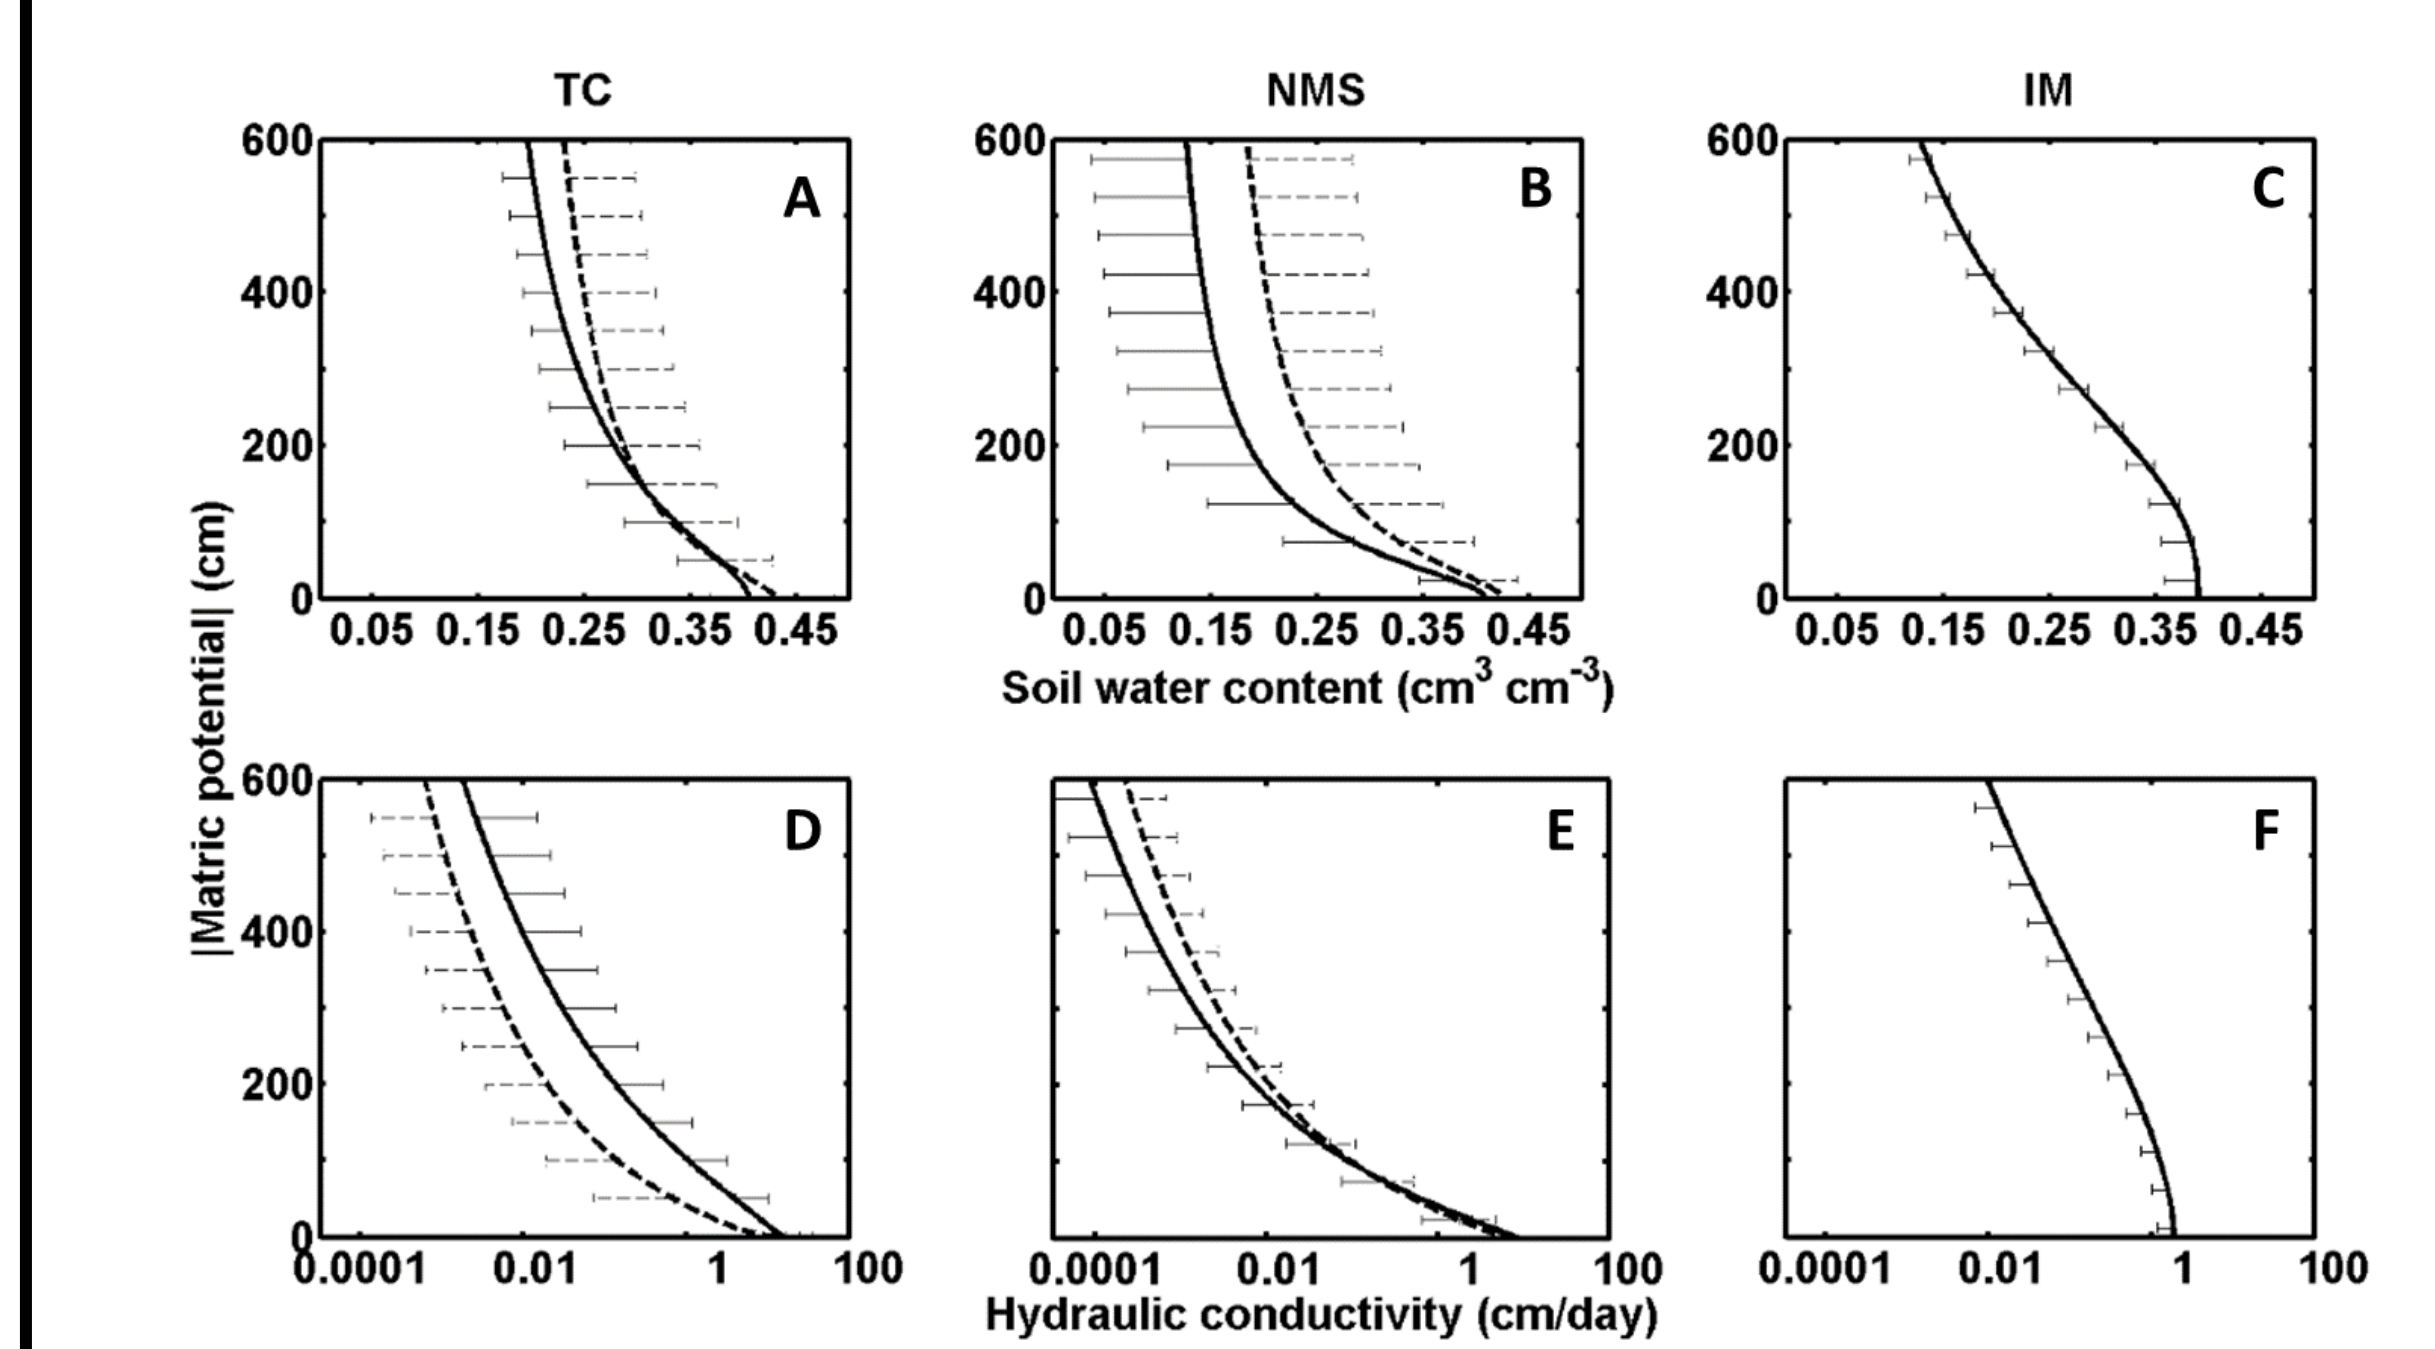 TC NMS IM
600 600 600
A B C
400 400 400
200 200 200
0 0 0
0.05 0.15 0.25 0.35 0.45 0.05 0.15 0.25 0.35 0.45 0.05 0.15 0.25 0.35 0.45
Soil water content (cm³ cm⁻³)
|Matric potential| (cm)
600
D E F
400
200
0
0.0001 0.01 1 100 0.0001 0.01 1 100 0.0001 0.01 1 100
Hydraulic conductivity (cm/day)